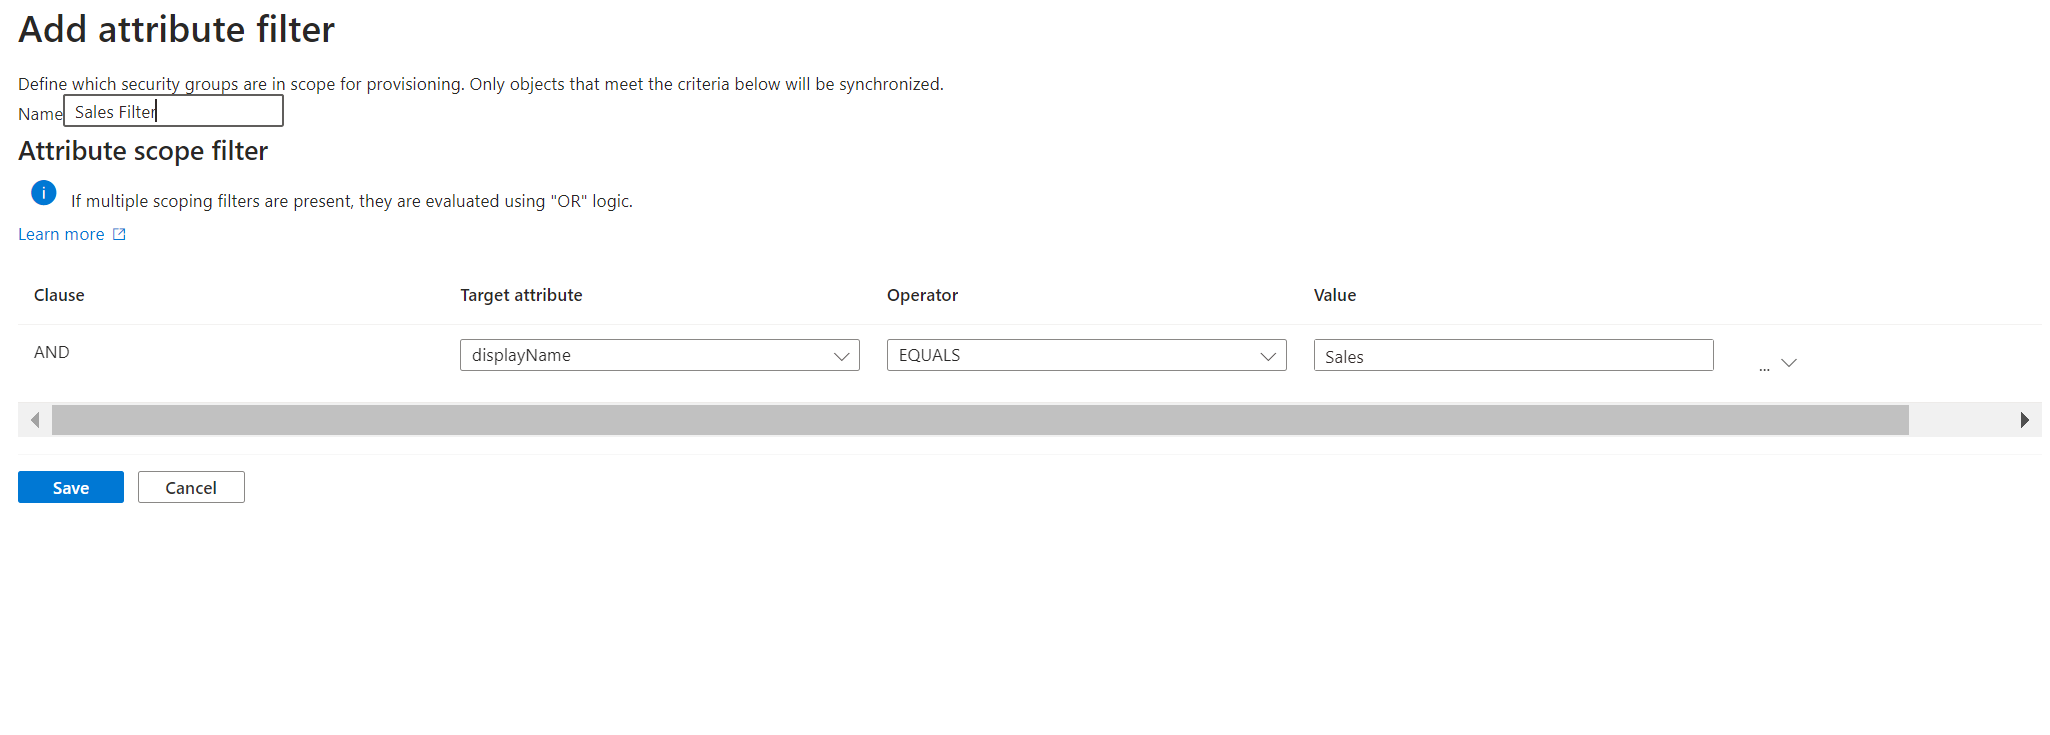 Add attribute filter
Define which security groups are in scope for provisioning. Only objects that meet the criteria below will be synchronized.
Name Sales Filter
Attribute scope filter
i If multiple scoping filters are present, they are evaluated using "OR" logic.
Learn more
Clause Target attribute Operator Value
AND displayName EQUALS Sales ...
Save Cancel